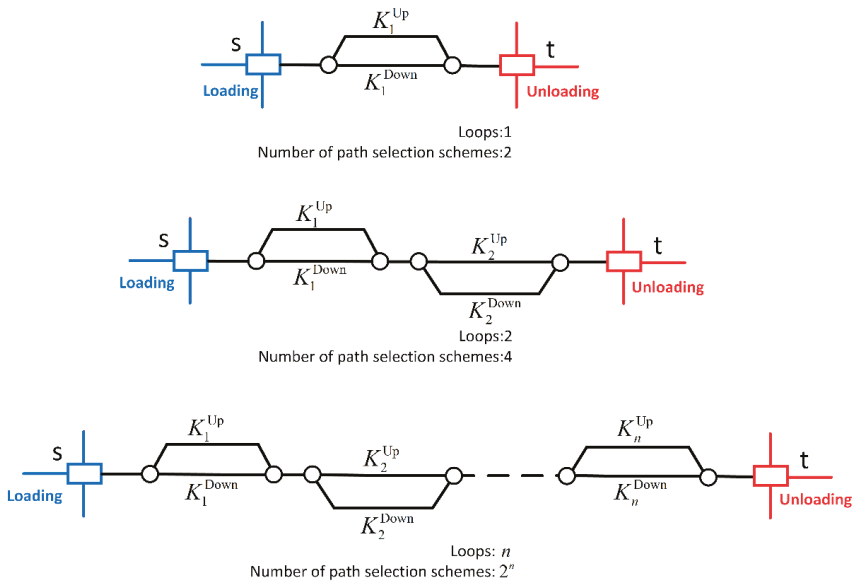 K₁ᵁᵖ
s
t
Loading
K₁ᴰᵒʷⁿ
Unloading
Loops:1
Number of path selection schemes:2
K₁ᵁᵖ
s
K₂ᵁᵖ
t
Loading
K₁ᴰᵒʷⁿ
Unloading
K₂ᴰᵒʷⁿ
Loops:2
Number of path selection schemes:4
K₁ᵁᵖ
Kₙᵁᵖ
s
K₂ᵁᵖ
t
Loading
K₁ᴰᵒʷⁿ
Kₙᴰᵒʷⁿ
Unloading
K₂ᴰᵒʷⁿ
Loops: n
Number of path selection schemes: 2ⁿ